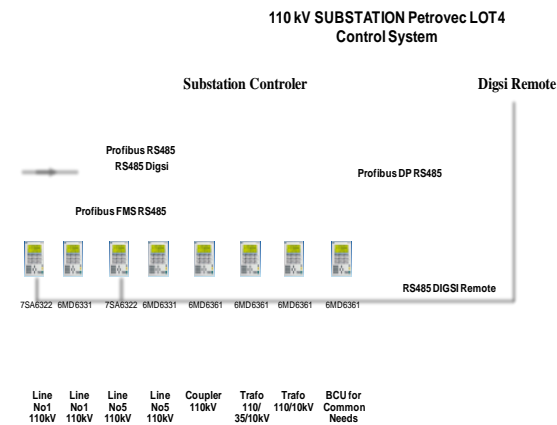 110 kV SUBSTATION Petrovec LOT4
Control System
Substation Controler
Digsi Remote
Profibus RS485
RS485 Digsi
Profibus DP RS485
Profibus FMS RS485
RS485 DIGSI Remote
7SA6322 6MD6331 7SA6322 6MD6331 6MD6361 6MD6361 6MD6361 6MD6361
Line No1 110kV
Line No1 110kV
Line No5 110kV
Line No5 110kV
Coupler 110kV
Trafo 110/ 35/10kV
Trafo 110/10kV
BCU for Common Needs